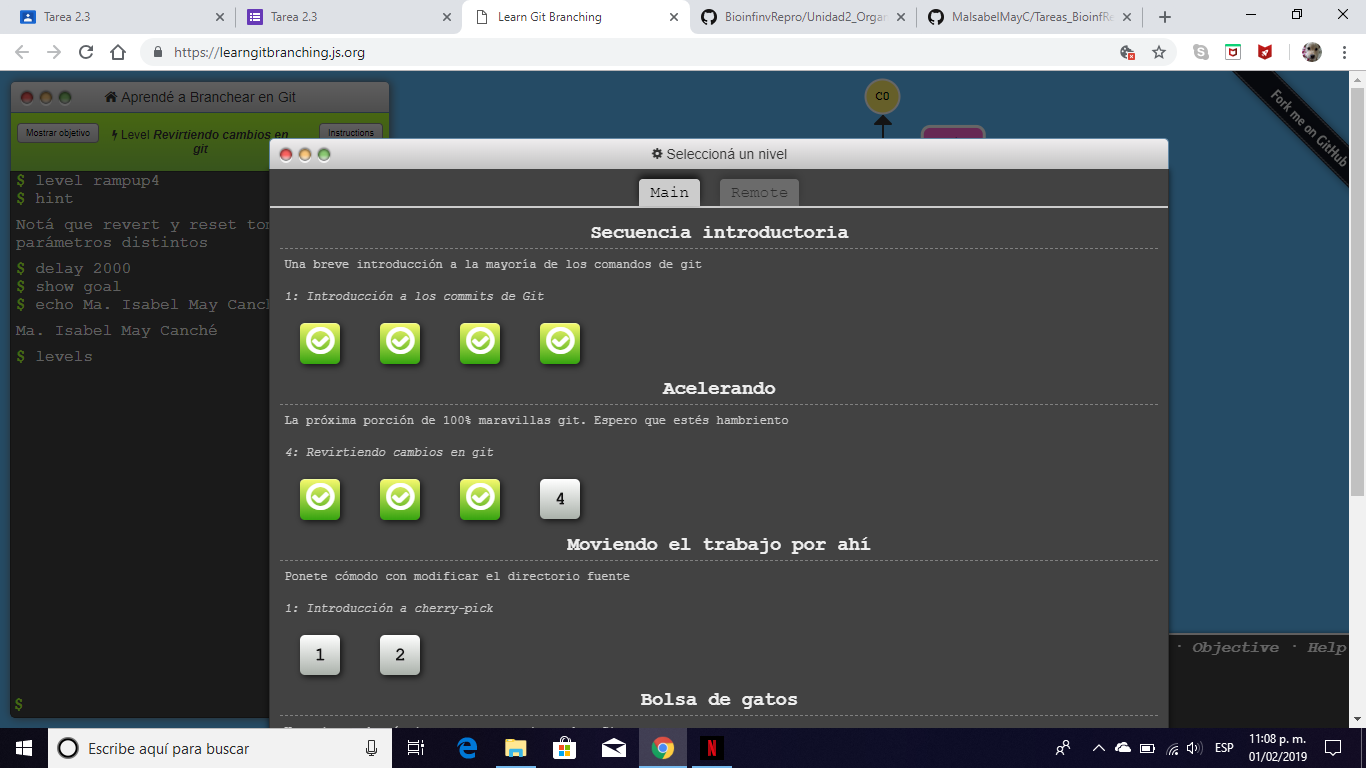 Tarea 2.3
Tarea 2.3
Learn Git Branching
BioinfinvRepro/Unidad2_Organ
MaIsabelMayC/Tareas_BioinfRe
https://learngitbranching.js.org
Aprendé a Branchear en Git
Mostrar objetivo
Level Revirtiendo cambios en
git
Instructions
$ level rampup4
$ hint
Notá que revert y reset tom
parámetros distintos
$ delay 2000
$ show goal
$ echo Ma. Isabel May Canch
Ma. Isabel May Canché
$ levels
$
C0
Fork me on GitHub
Seleccioná un nivel
Main
Remote
Secuencia introductoria
Una breve introducción a la mayoría de los comandos de git
1: Introducción a los commits de Git
Acelerando
La próxima porción de 100% maravillas git. Espero que estés hambriento
4: Revirtiendo cambios en git
4
Moviendo el trabajo por ahí
Ponete cómodo con modificar el directorio fuente
1: Introducción a cherry-pick
1
2
Bolsa de gatos
· Objective · Help
Escribe aquí para buscar
ESP
11:08 p. m.
01/02/2019